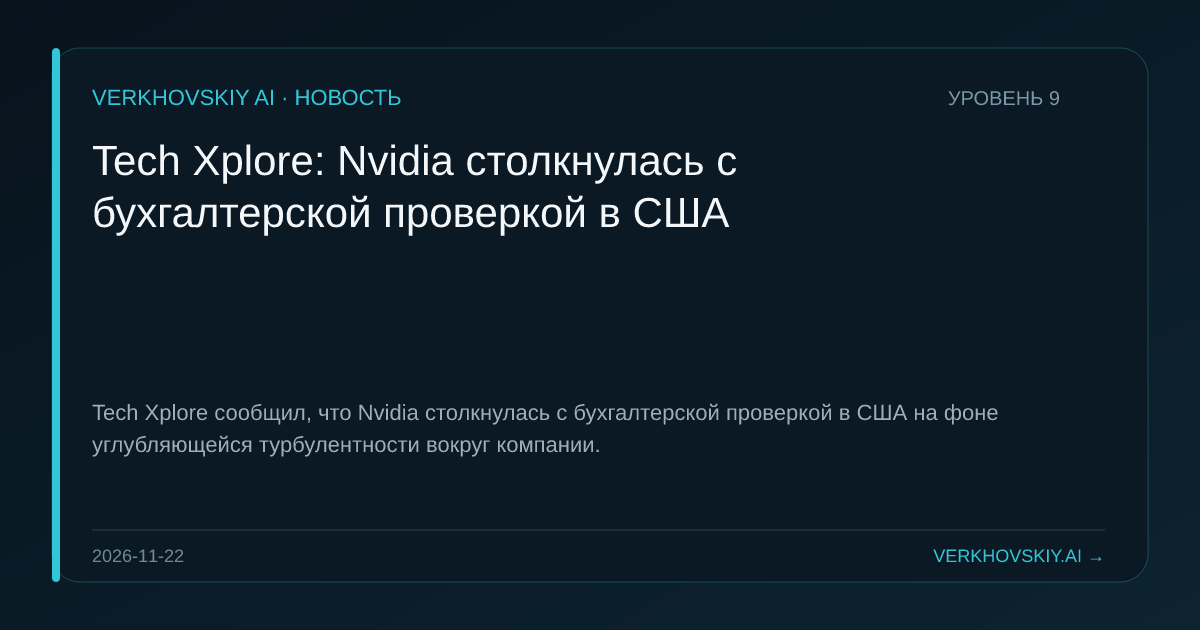 VERKHOVSKIY AI · НОВОСТЬ
УРОВЕНЬ 9
Tech Xplore: Nvidia столкнулась с
бухгалтерской проверкой в США
Tech Xplore сообщил, что Nvidia столкнулась с бухгалтерской проверкой в США на фоне
углубляющейся турбулентности вокруг компании.
2026-11-22
VERKHOVSKIY.AI →